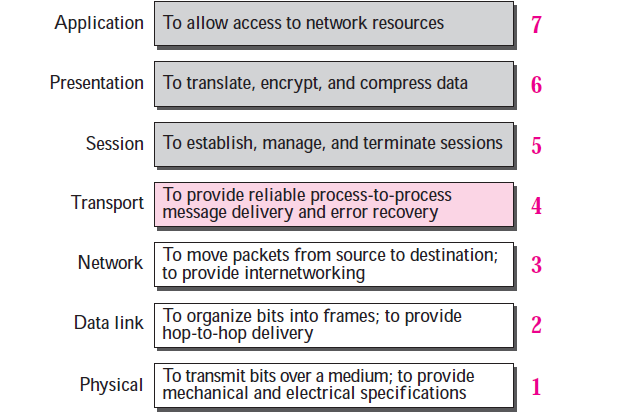 Application To allow access to network resources 7
Presentation To translate, encrypt, and compress data 6
Session To establish, manage, and terminate sessions 5
Transport To provide reliable process-to-process
message delivery and error recovery 4
Network To move packets from source to destination;
to provide internetworking 3
Data link To organize bits into frames; to provide
hop-to-hop delivery 2
Physical To transmit bits over a medium; to provide
mechanical and electrical specifications 1